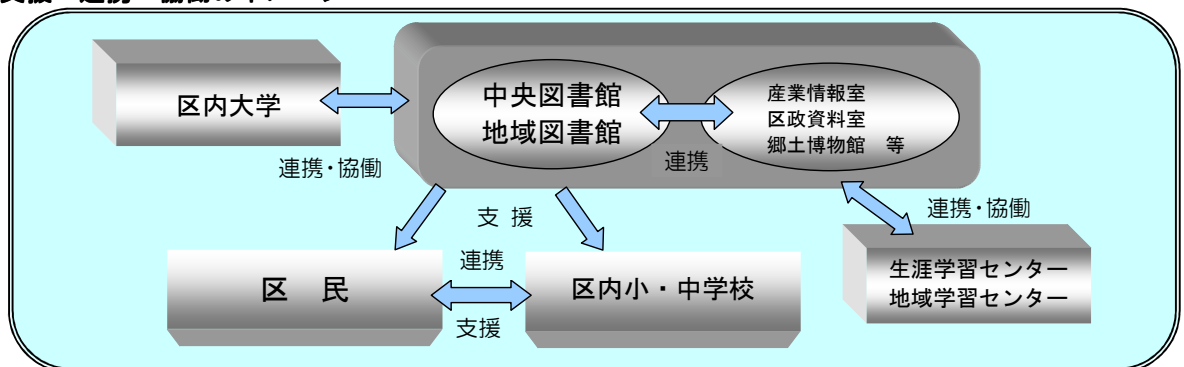 区内大学
中央図書館
地域図書館
産業情報室
区政資料室
郷土博物館　等
連携
連携・協働
連携・協働
支 援
区　民
連携
支援
区内小・中学校
生涯学習センター
地域学習センター